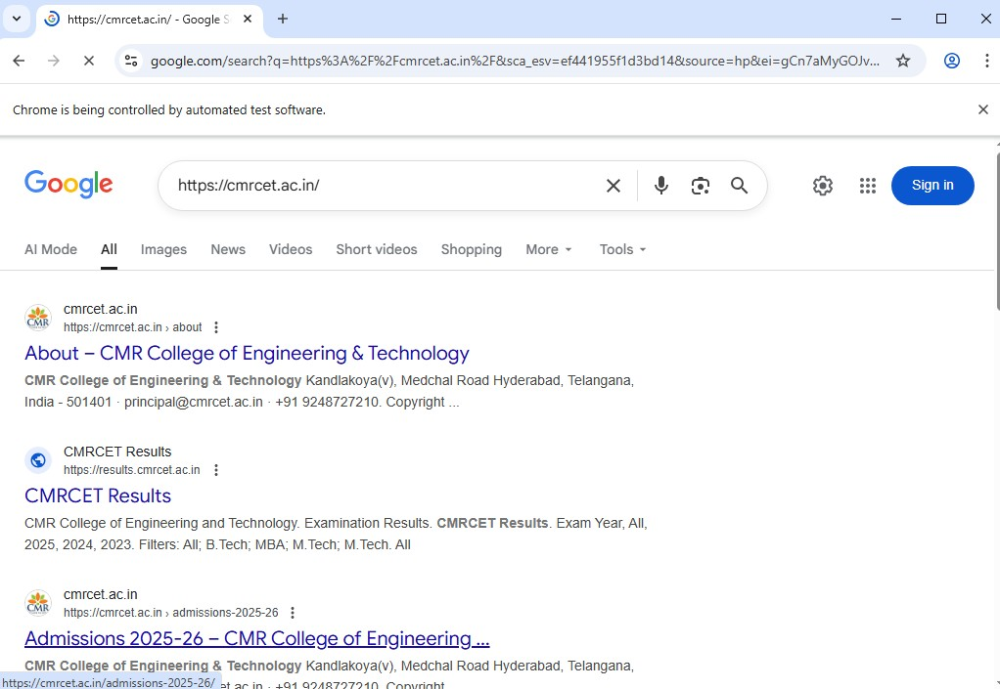 https://cmrcet.ac.in/ - Google S
google.com/search?q=https%3A%2F%2Fcmrcet.ac.in%2F&sca_esv=ef441955f1d3bd14&source=hp&ei=gCn7aMyGOJv...
Chrome is being controlled by automated test software.
Google
https://cmrcet.ac.in/
Sign in
AI Mode All Images News Videos Short videos Shopping More Tools
CMR
cmrcet.ac.in
https://cmrcet.ac.in › about
About – CMR College of Engineering & Technology
CMR College of Engineering & Technology Kandlakoya(v), Medchal Road Hyderabad, Telangana,
India - 501401 · principal@cmrcet.ac.in · +91 9248727210. Copyright ...
CMRCET Results
https://results.cmrcet.ac.in
CMRCET Results
CMR College of Engineering and Technology. Examination Results. CMRCET Results. Exam Year, All,
2025, 2024, 2023. Filters: All; B.Tech; MBA; M.Tech; M.Tech. All
CMR
cmrcet.ac.in
https://cmrcet.ac.in › admissions-2025-26
Admissions 2025-26 – CMR College of Engineering ...
CMR College of Engineering & Technology Kandlakoya(v), Medchal Road Hyderabad, Telangana,
https://cmrcet.ac.in/admissions-2025-26/
et.ac.in · +91 9248727210. Copyright